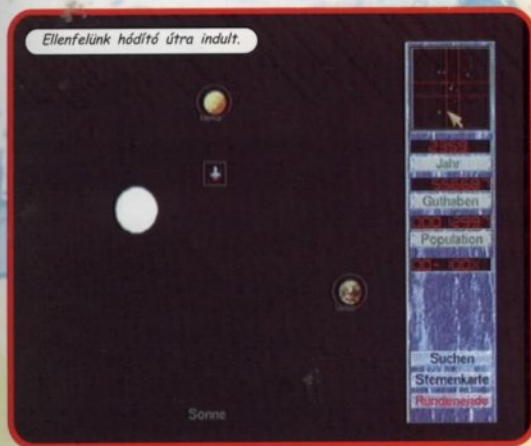 Ellenfelünk hódító útra indult.
Jahr
Guthaben
Population
Suchen
Sternenkarte
Rundenende
Sonne